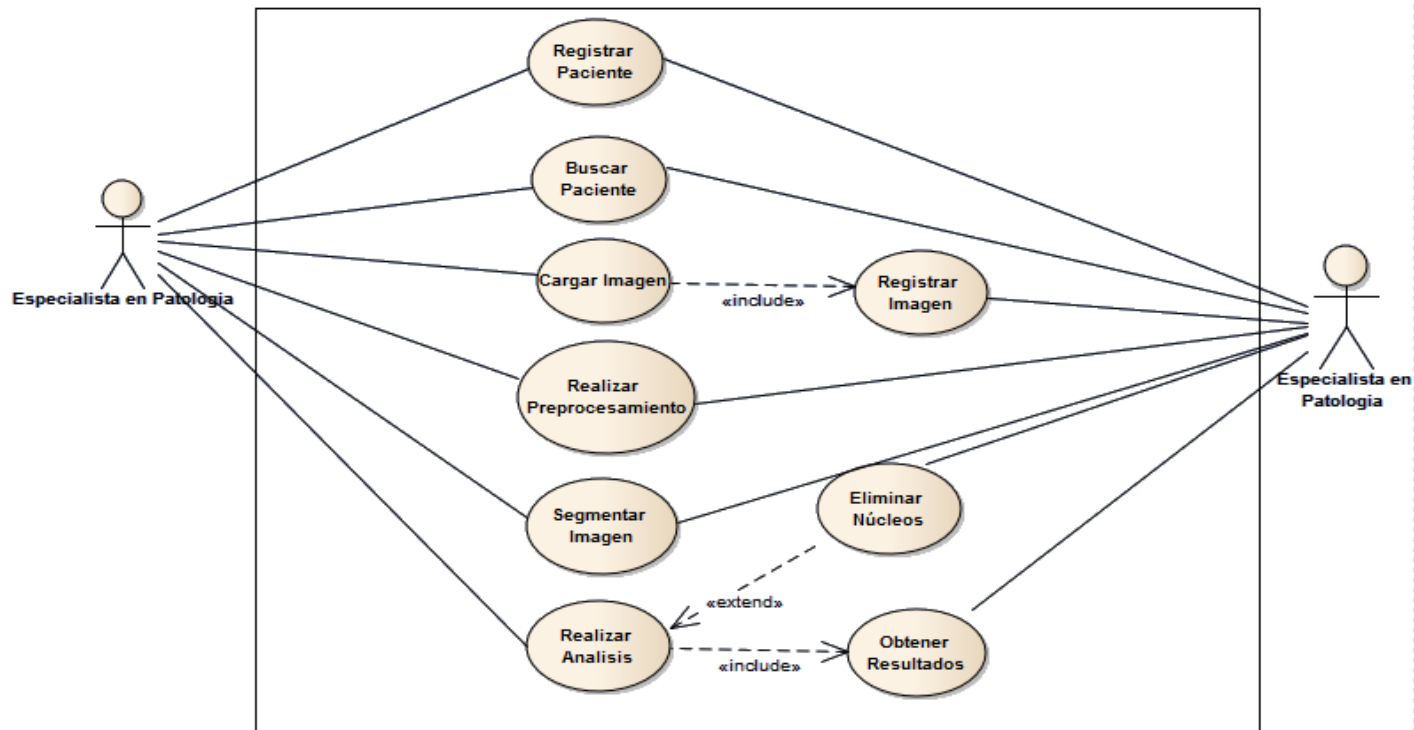 Registrar
Paciente
Buscar
Paciente
Especialista en Patologia
Cargar Imagen
«include»
Registrar
Imagen
Especialista en
Patologia
Realizar
Preprocesamiento
Segmentar
Imagen
Eliminar
Núcleos
«extend»
Realizar
Analisis
«include»
Obtener
Resultados